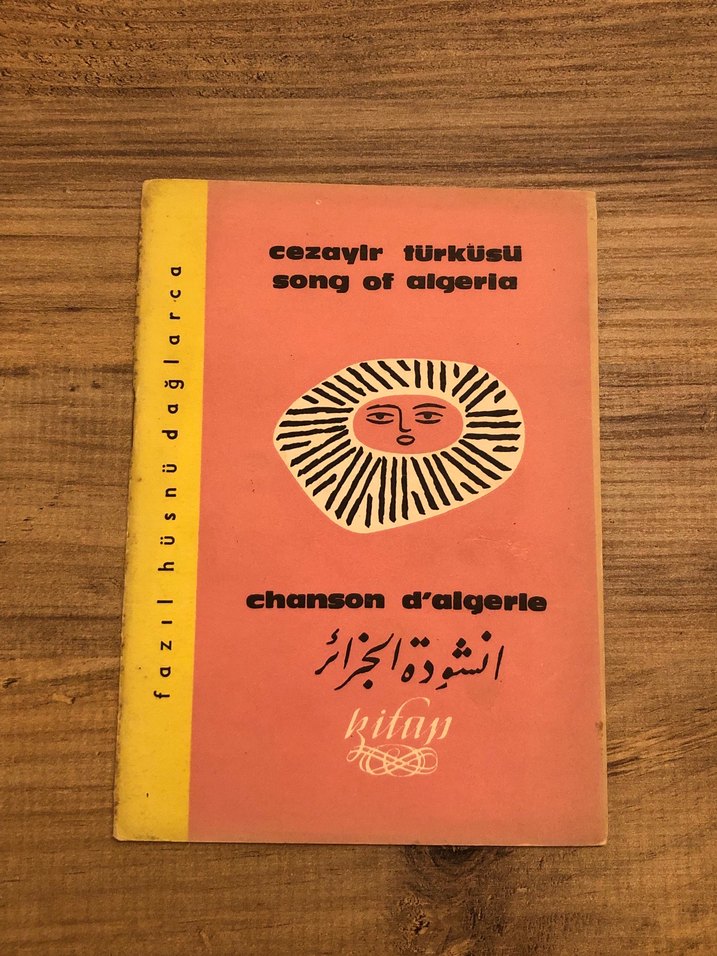 fazıl hüsnü dağlarca
cezayir türküsü
song of algeria
chanson d'algerie
انشودة الجزائر
kitap